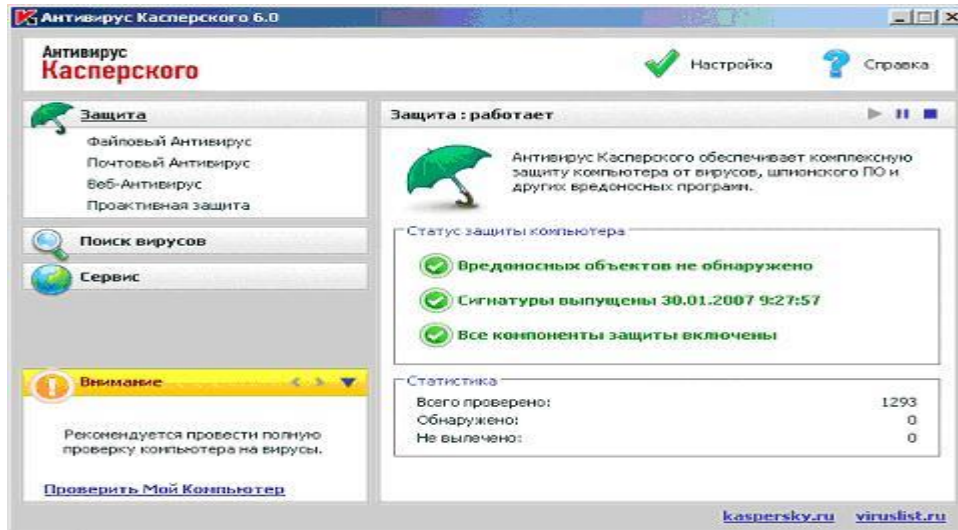 Антивирус Касперского 6.0
Антивирус
Касперского
Настройка
Справка
Защита
Файловый Антивирус
Почтовый Антивирус
Веб-Антивирус
Проактивная защита
Поиск вирусов
Сервис
Внимание
Рекомендуется провести полную
проверку компьютера на вирусы.
Проверить Мой Компьютер
Защита : работает
Антивирус Касперского обеспечивает комплексную
защиту компьютера от вирусов, шпионского ПО и
других вредоносных программ.
Статус защиты компьютера
Вредоносных объектов не обнаружено
Сигнатуры выпущены 30.01.2007 9:27:57
Все компоненты защиты включены
Статистика
Всего проверено: 1293
Обнаружено: 0
Не вылечено: 0
kaspersky.ru viruslist.ru